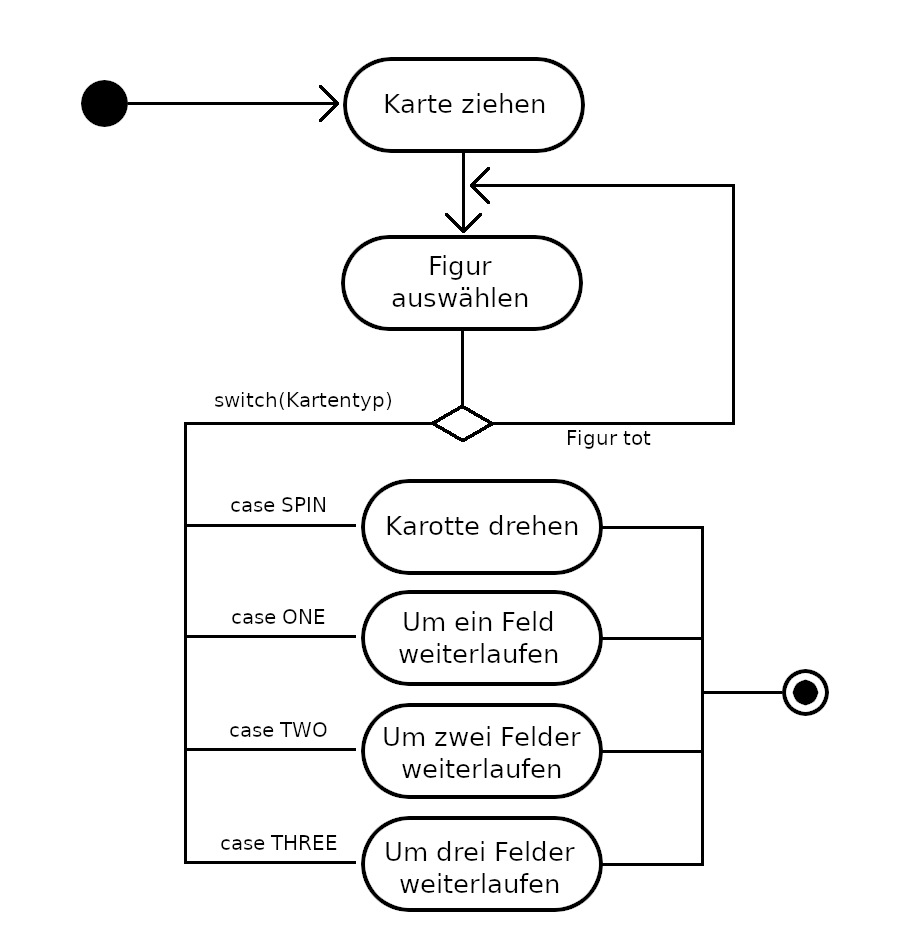 Karte ziehen
Figur
auswählen
switch(Kartentyp)
Figur tot
case SPIN
Karotte drehen
case ONE
Um ein Feld
weiterlaufen
case TWO
Um zwei Felder
weiterlaufen
case THREE
Um drei Felder
weiterlaufen